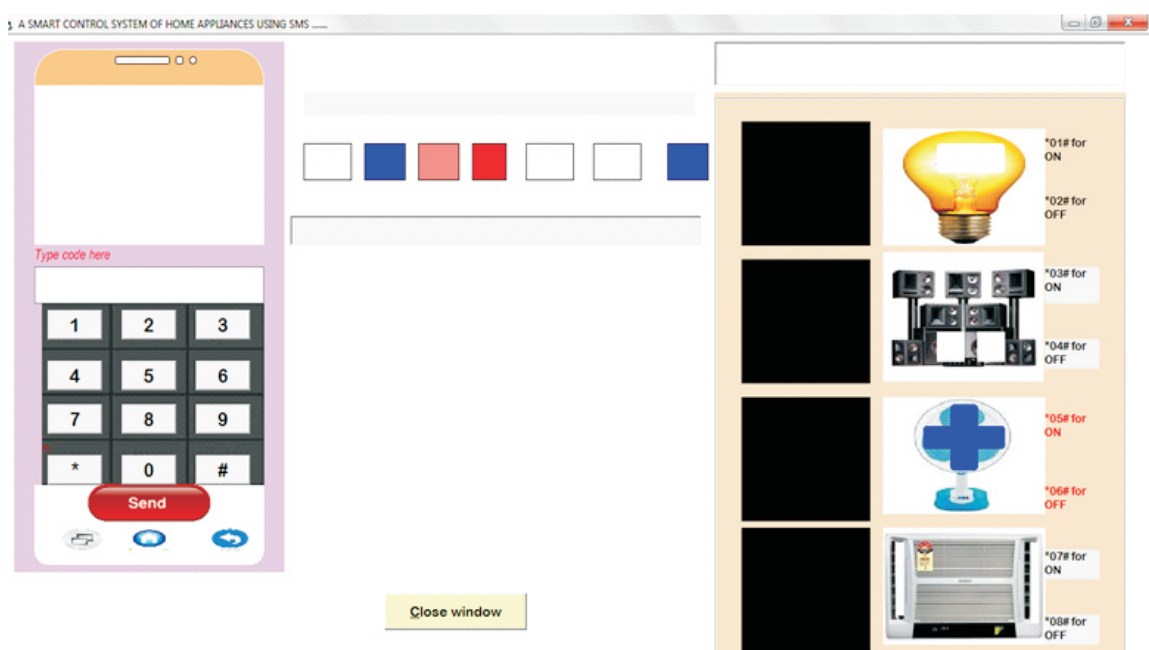 A SMART CONTROL SYSTEM OF HOME APPLIANCES USING SMS ......
Type code here
1 2 3
4 5 6
7 8 9
* 0 #
Send
Close window
*01# for
ON
*02# for
OFF
*03# for
ON
*04# for
OFF
*05# for
ON
*06# for
OFF
*07# for
ON
*08# for
OFF